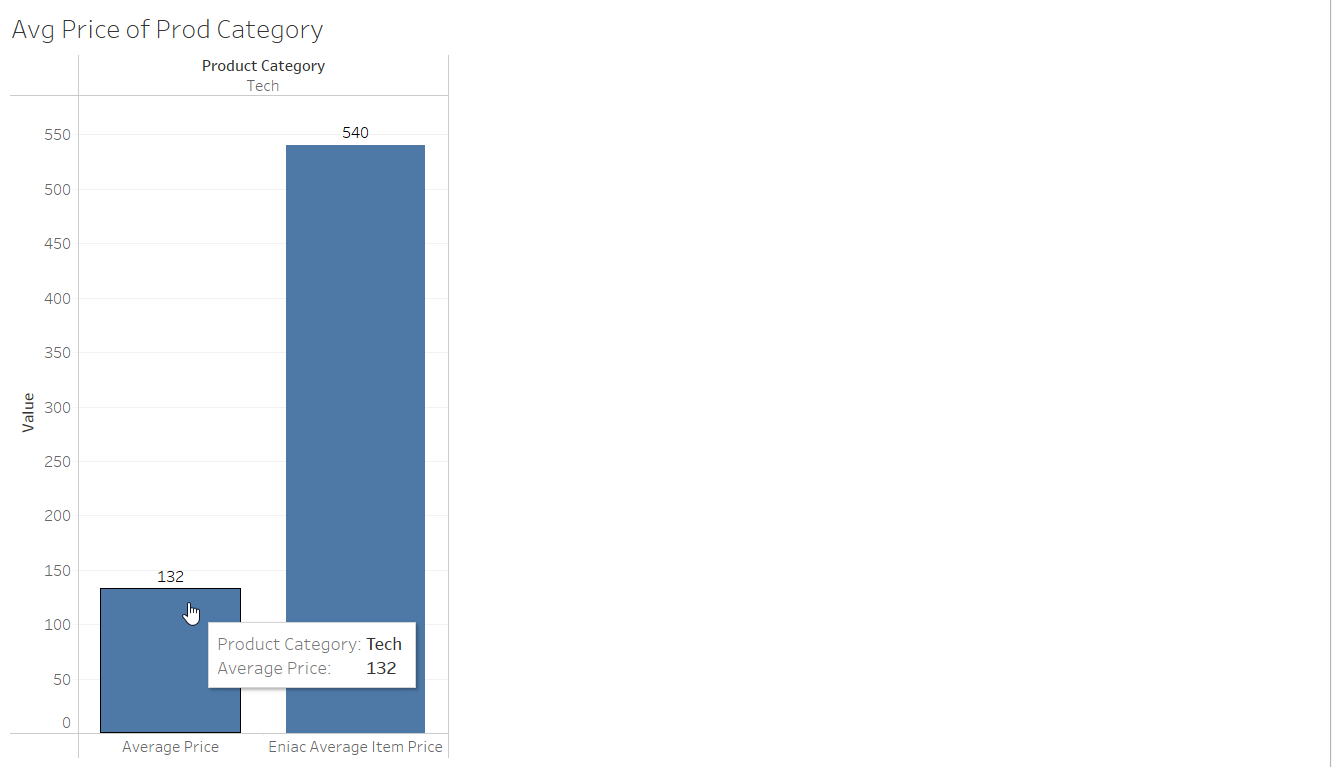 Avg Price of Prod Category
Product Category
Tech
550
500
450
400
350
300
250
200
150
100
50
0
Value
540
132
Product Category: Tech
Average Price: 132
Average Price
Eniac Average Item Price